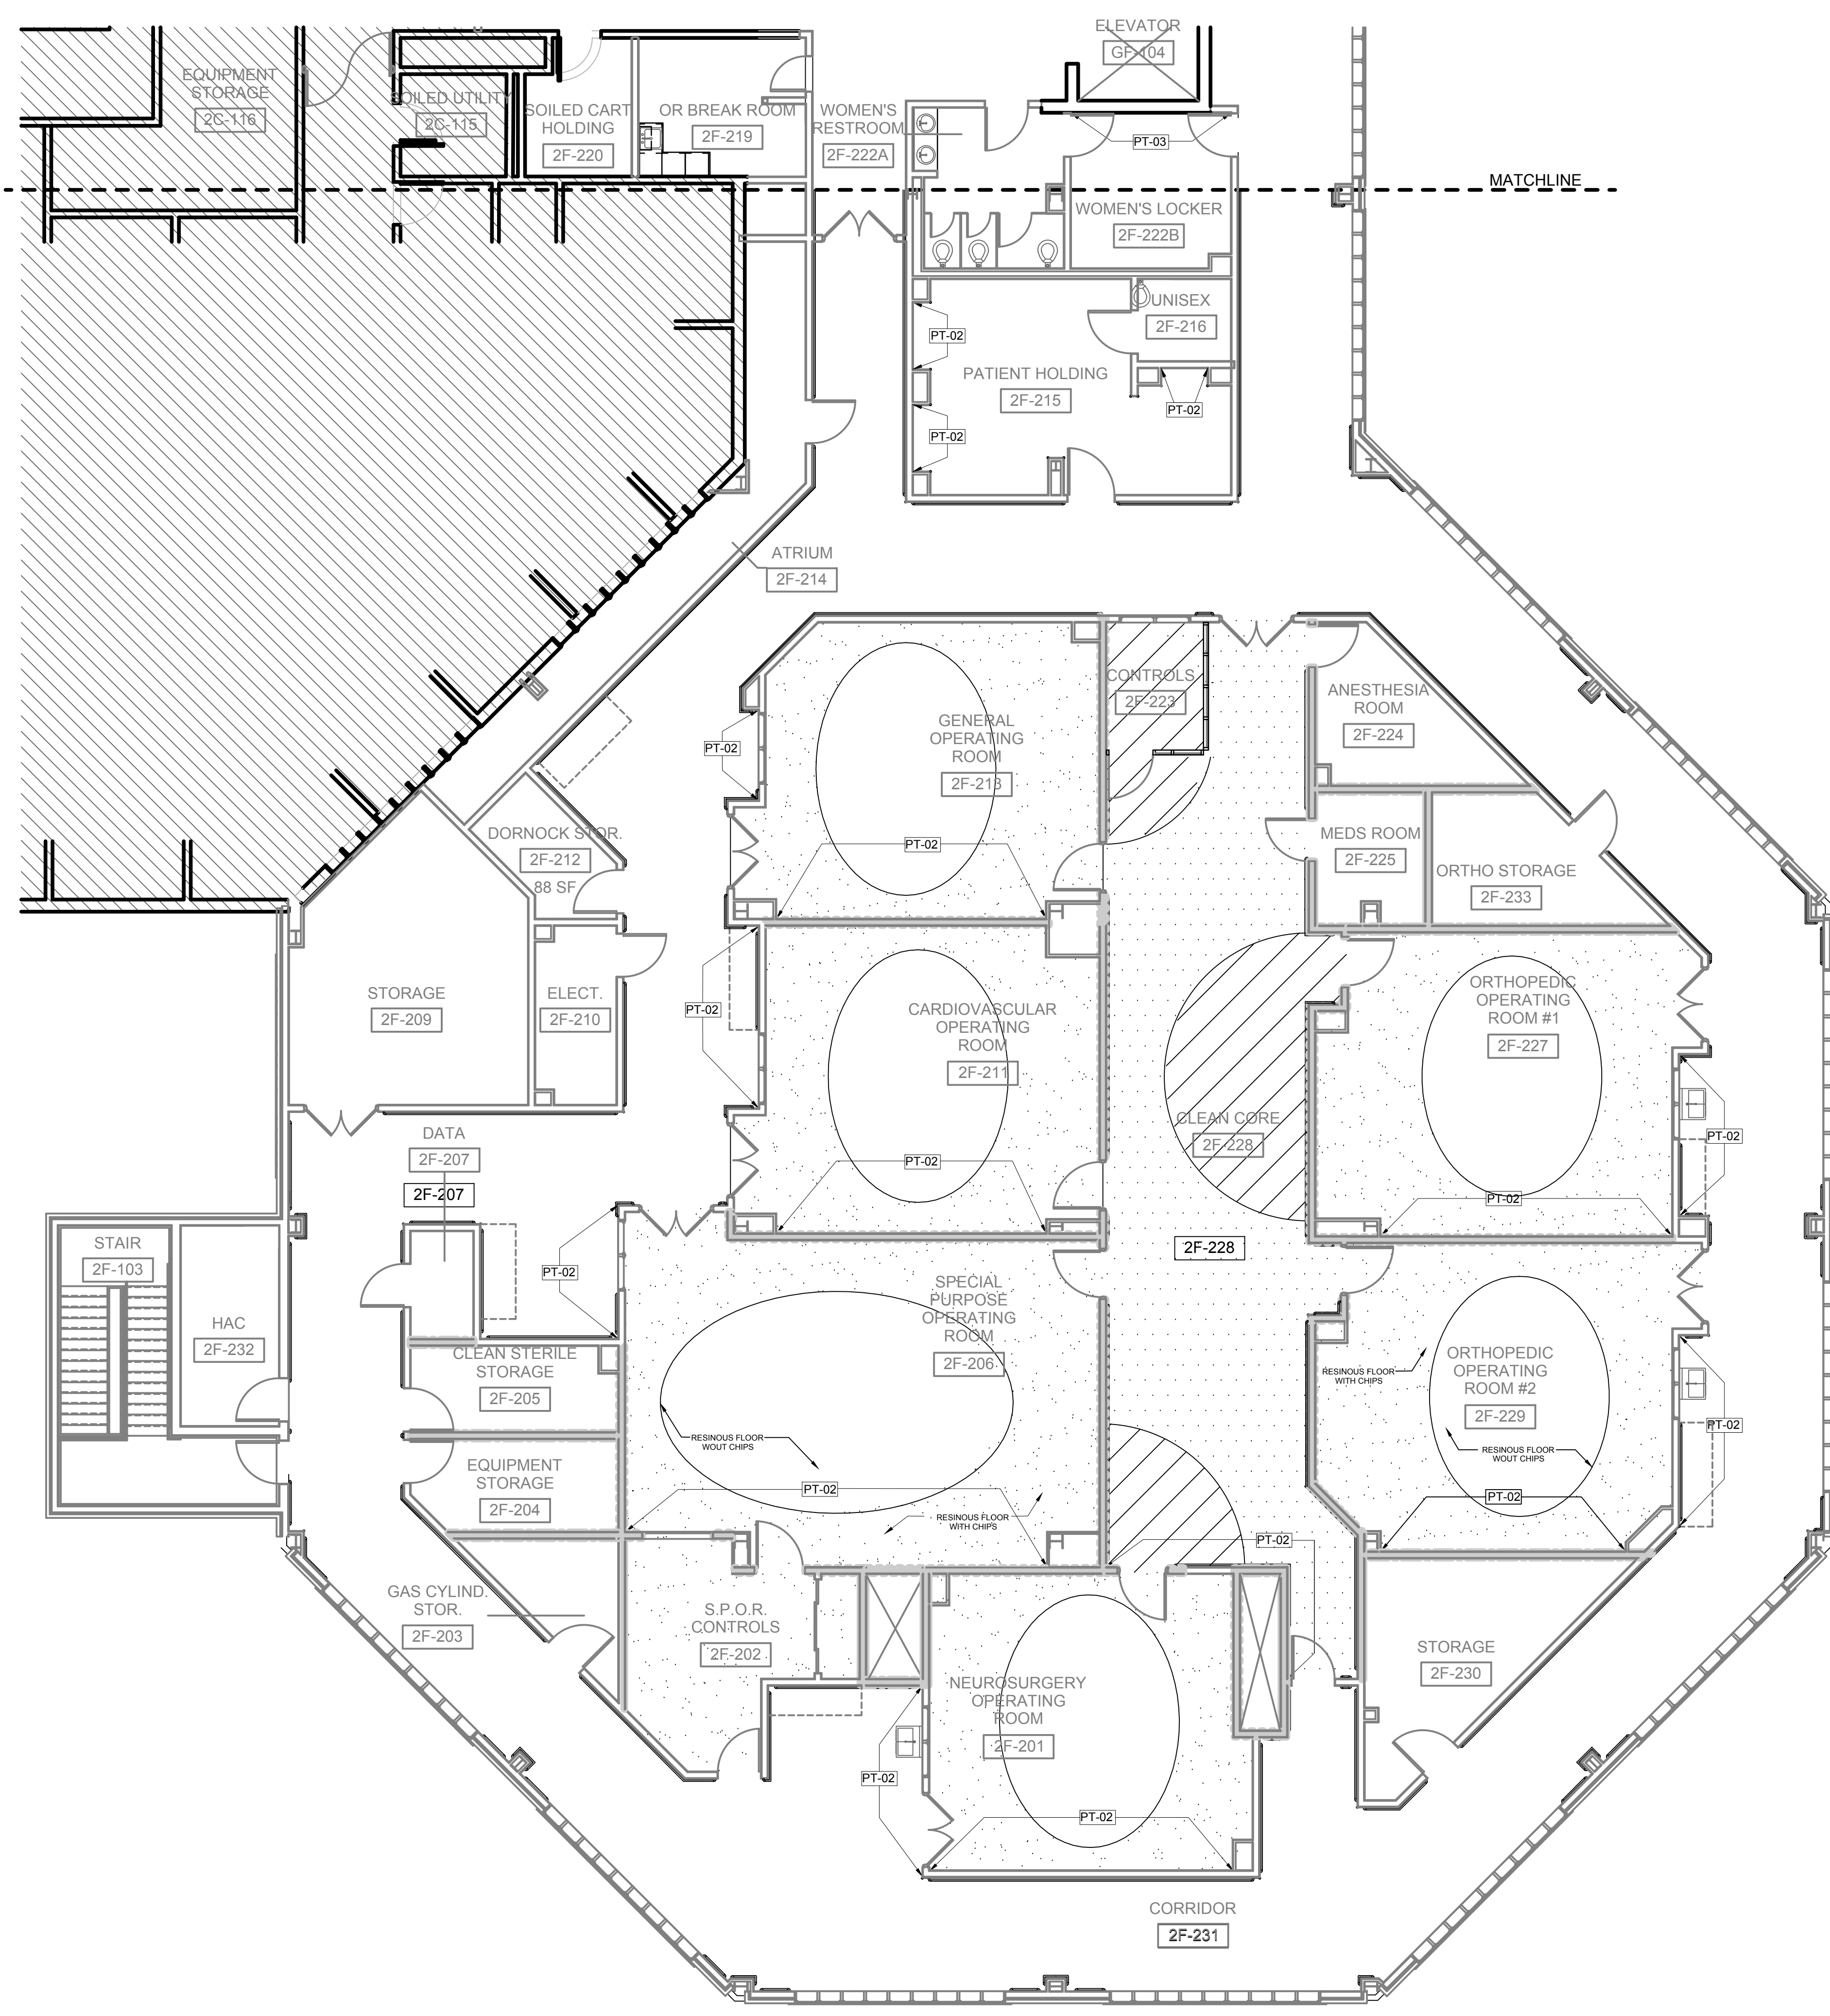 ELEVATOR
GF-104
EQUIPMENT
STORAGE
2C-116
SOILED UTILITY
2C-115
SOILED CART
HOLDING
2F-220
OR BREAK ROOM
2F-219
WOMEN'S
RESTROOM
2F-222A
PT-03
MATCHLINE
WOMEN'S LOCKER
2F-222B
UNISEX
2F-216
PT-02
PATIENT HOLDING
2F-215
PT-02
PT-02
ATRIUM
2F-214
CONTROLS
2F-223
ANESTHESIA
ROOM
2F-224
GENERAL
OPERATING
ROOM
2F-213
PT-02
PT-02
DORNOCK STOR.
2F-212
88 SF
MEDS ROOM
2F-225
ORTHO STORAGE
2F-233
STORAGE
2F-209
ELECT.
2F-210
PT-02
CARDIOVASCULAR
OPERATING
ROOM
2F-211
ORTHOPEDIC
OPERATING
ROOM #1
2F-227
CLEAN CORE
2F-228
PT-02
DATA
2F-207
2F-207
PT-02
PT-02
STAIR
2F-103
2F-228
PT-02
SPECIAL
PURPOSE
OPERATING
ROOM
2F-206
HAC
2F-232
CLEAN STERILE
STORAGE
2F-205
RESINOUS FLOOR
WITH CHIPS
ORTHOPEDIC
OPERATING
ROOM #2
2F-229
PT-02
RESINOUS FLOOR
WOUT CHIPS
RESINOUS FLOOR
WOUT CHIPS
EQUIPMENT
STORAGE
2F-204
PT-02
PT-02
RESINOUS FLOOR
WITH CHIPS
PT-02
GAS CYLIND.
STOR.
2F-203
S.P.O.R.
CONTROLS
2F-202
STORAGE
2F-230
NEUROSURGERY
OPERATING
ROOM
2F-201
PT-02
PT-02
CORRIDOR
2F-231